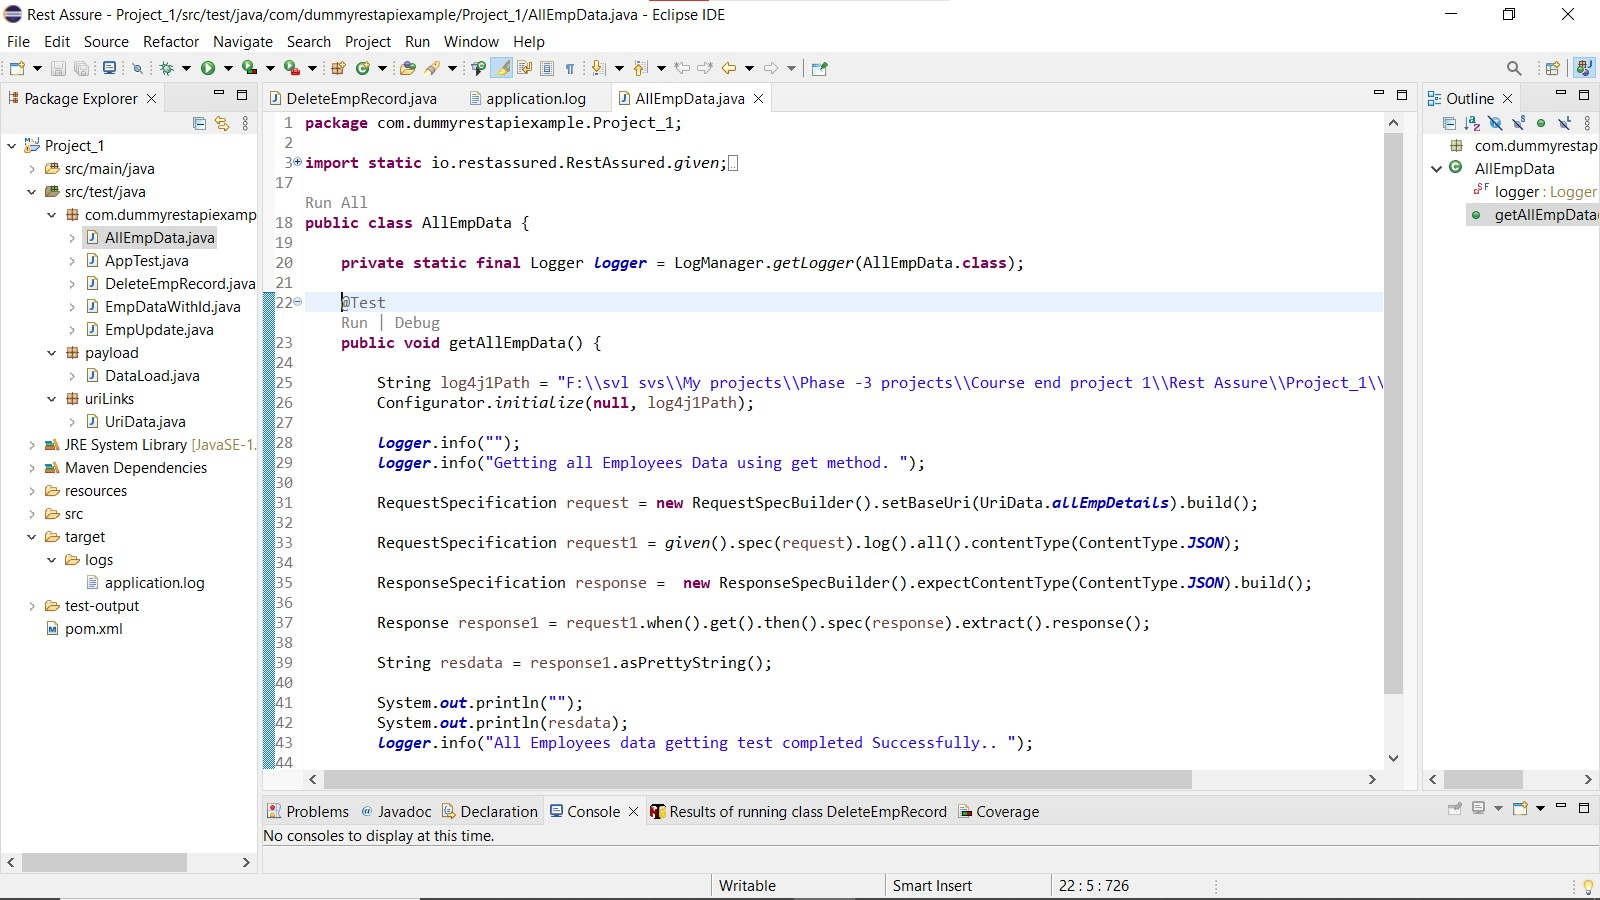 Rest Assure - Project_1/src/test/java/com/dummyrestapiexample/Project_1/AllEmpData.java - Eclipse IDE
File Edit Source Refactor Navigate Search Project Run Window Help
Package Explorer
Project_1
src/main/java
src/test/java
com.dummyrestapiexamp
AllEmpData.java
AppTest.java
DeleteEmpRecord.java
EmpDataWithId.java
EmpUpdate.java
payload
DataLoad.java
uriLinks
UriData.java
JRE System Library [JavaSE-1.
Maven Dependencies
resources
src
target
logs
application.log
test-output
pom.xml
DeleteEmpRecord.java application.log AllEmpData.java
1 package com.dummyrestapiexample.Project_1;
2
3 import static io.restassured.RestAssured.given;
17
Run All
18 public class AllEmpData {
19
20 private static final Logger logger = LogManager.getLogger(AllEmpData.class);
21
22 @Test
Run | Debug
23 public void getAllEmpData() {
24
25 String log4j1Path = "F:\\svl svs\\My projects\\Phase -3 projects\\Course end project 1\\Rest Assure\\Project_1\\
26 Configurator.initialize(null, log4j1Path);
27
28 logger.info("");
29 logger.info("Getting all Employees Data using get method. ");
30
31 RequestSpecification request = new RequestSpecBuilder().setBaseUri(UriData.allEmpDetails).build();
32
33 RequestSpecification request1 = given().spec(request).log().all().contentType(ContentType.JSON);
34
35 ResponseSpecification response =  new ResponseSpecBuilder().expectContentType(ContentType.JSON).build();
36
37 Response response1 = request1.when().get().then().spec(response).extract().response();
38
39 String resdata = response1.asPrettyString();
40
41 System.out.println("");
42 System.out.println(resdata);
43 logger.info("All Employees data getting test completed Successfully.. ");
44
Outline
com.dummyrestap
AllEmpData
logger : Logger
getAllEmpData(
Problems Javadoc Declaration Console Results of running class DeleteEmpRecord Coverage
No consoles to display at this time.
Writable Smart Insert 22 : 5 : 726